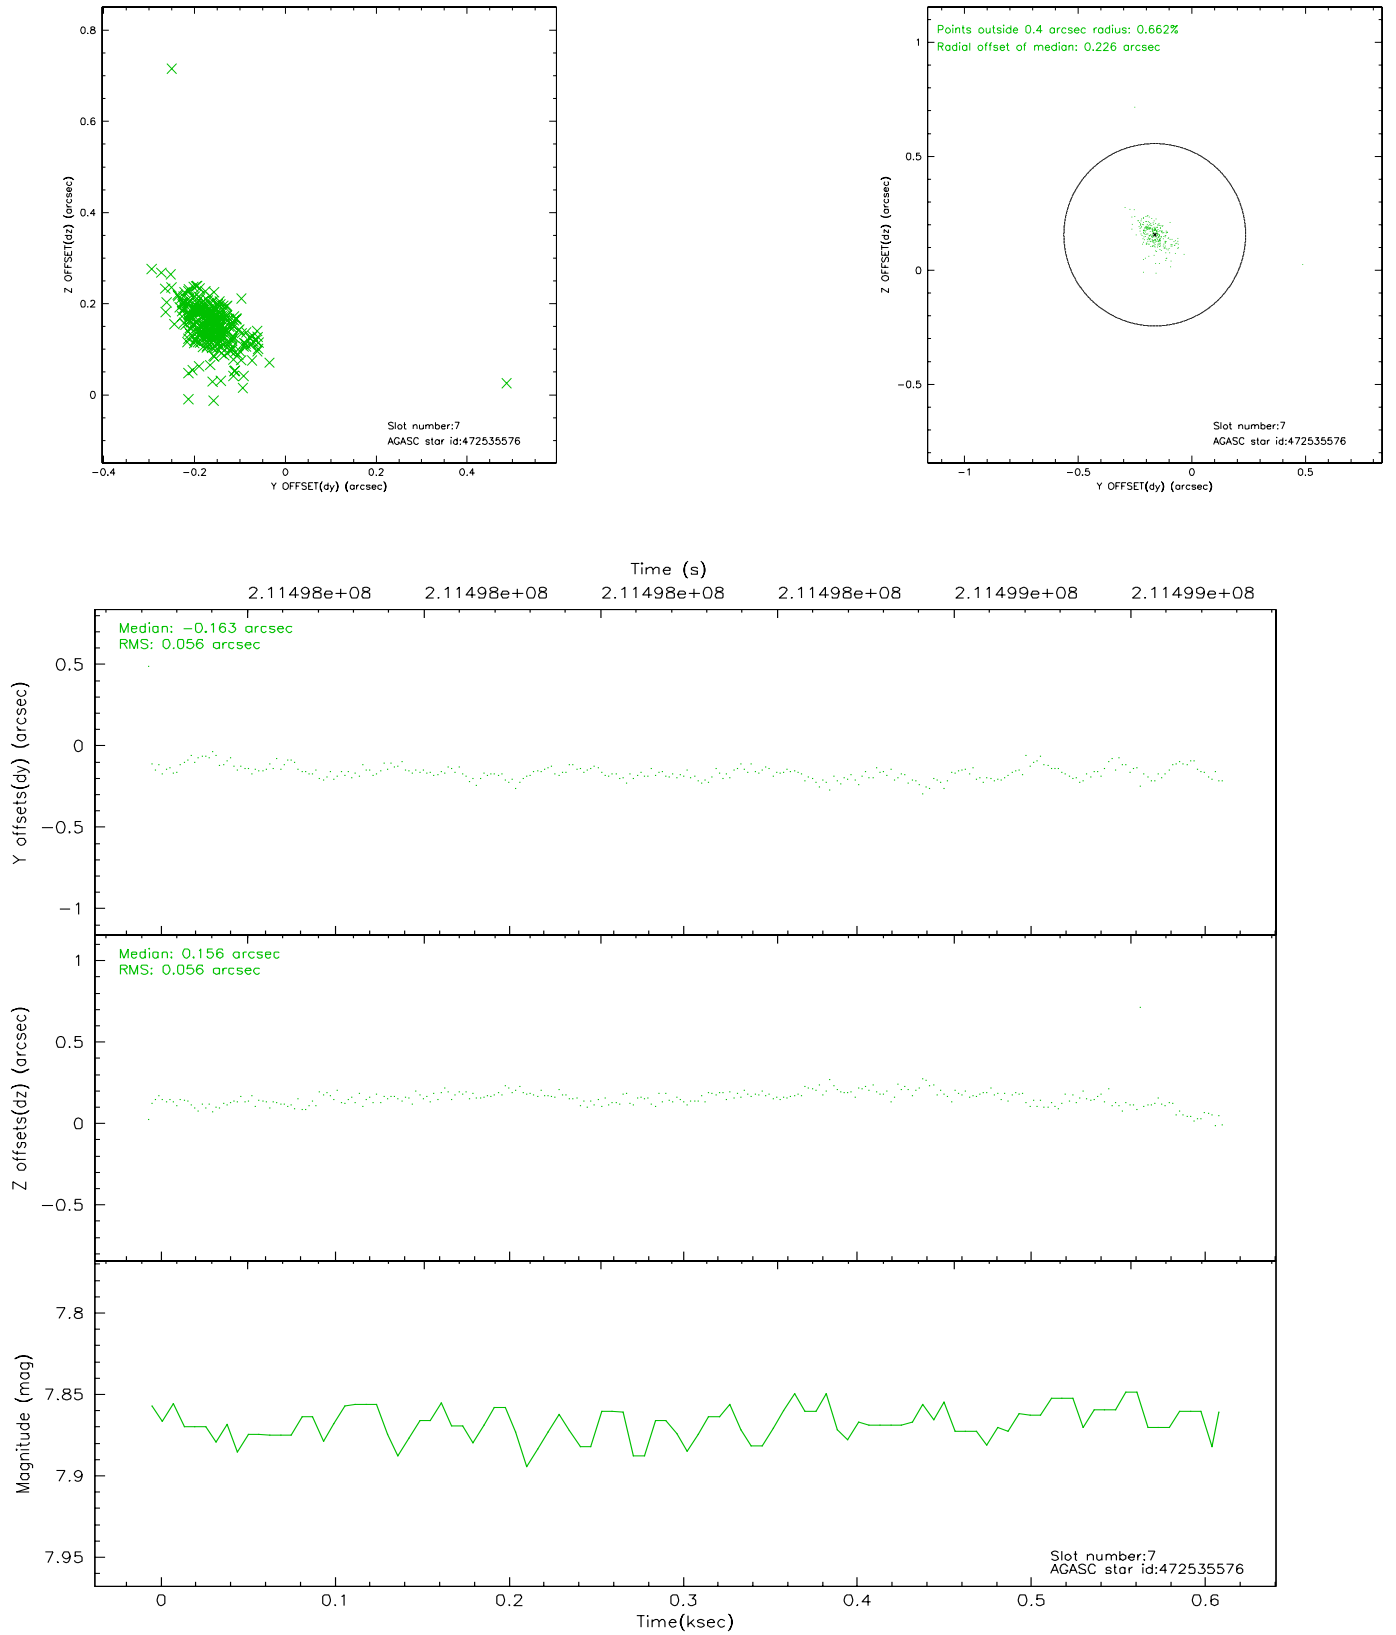 0.8
0.6
0.4
0.2
0
Z OFFSET(dz) (arcsec)
Slot number:7
AGASC star id:472535576
−0.4
−0.2
0
0.2
0.4
Y OFFSET(dy) (arcsec)
Points outside 0.4 arcsec radius: 0.662%
Radial offset of median: 0.226 arcsec
1
0.5
0
−0.5
Z OFFSET(dz) (arcsec)
Slot number:7
AGASC star id:472535576
−1
−0.5
0
0.5
Y OFFSET(dy) (arcsec)
Time (s)
2.11498e+08
2.11498e+08
2.11498e+08
2.11498e+08
2.11499e+08
2.11499e+08
Median: −0.163 arcsec
RMS: 0.056 arcsec
0.5
0
−0.5
−1
Y offsets(dy) (arcsec)
Median: 0.156 arcsec
RMS: 0.056 arcsec
1
0.5
0
−0.5
Z offsets(dz) (arcsec)
7.8
7.85
7.9
7.95
Magnitude (mag)
Slot number:7
AGASC star id:472535576
0
0.1
0.2
0.3
0.4
0.5
0.6
Time(ksec)